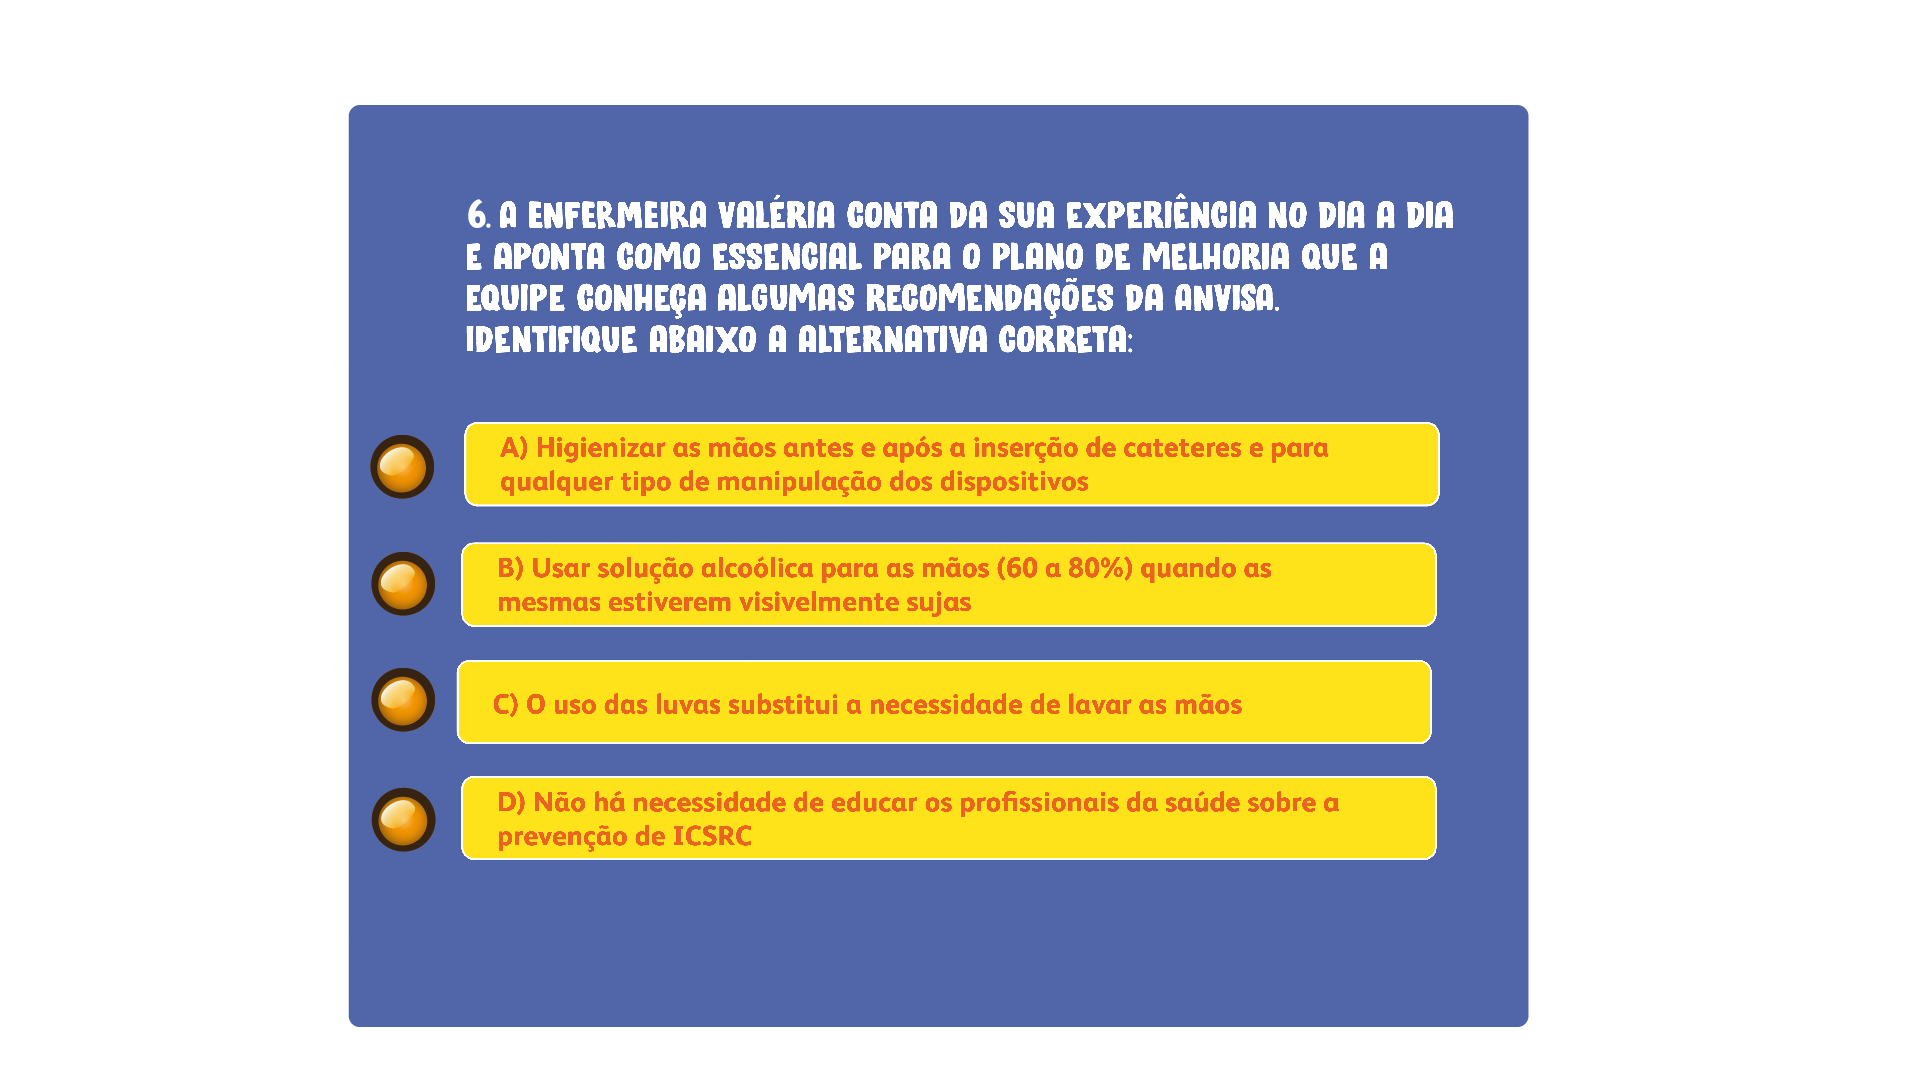 6. A ENFERMEIRA VALÉRIA CONTA DA SUA EXPERIÊNCIA NO DIA A DIA
E APONTA COMO ESSENCIAL PARA O PLANO DE MELHORIA QUE A
EQUIPE CONHEÇA ALGUMAS RECOMENDAÇÕES DA ANVISA.
IDENTIFIQUE ABAIXO A ALTERNATIVA CORRETA:
A) Higienizar as mãos antes e após a inserção de cateteres e para
qualquer tipo de manipulação dos dispositivos
B) Usar solução alcoólica para as mãos (60 a 80%) quando as
mesmas estiverem visivelmente sujas
C) O uso das luvas substitui a necessidade de lavar as mãos
D) Não há necessidade de educar os profissionais da saúde sobre a
prevenção de ICSRC